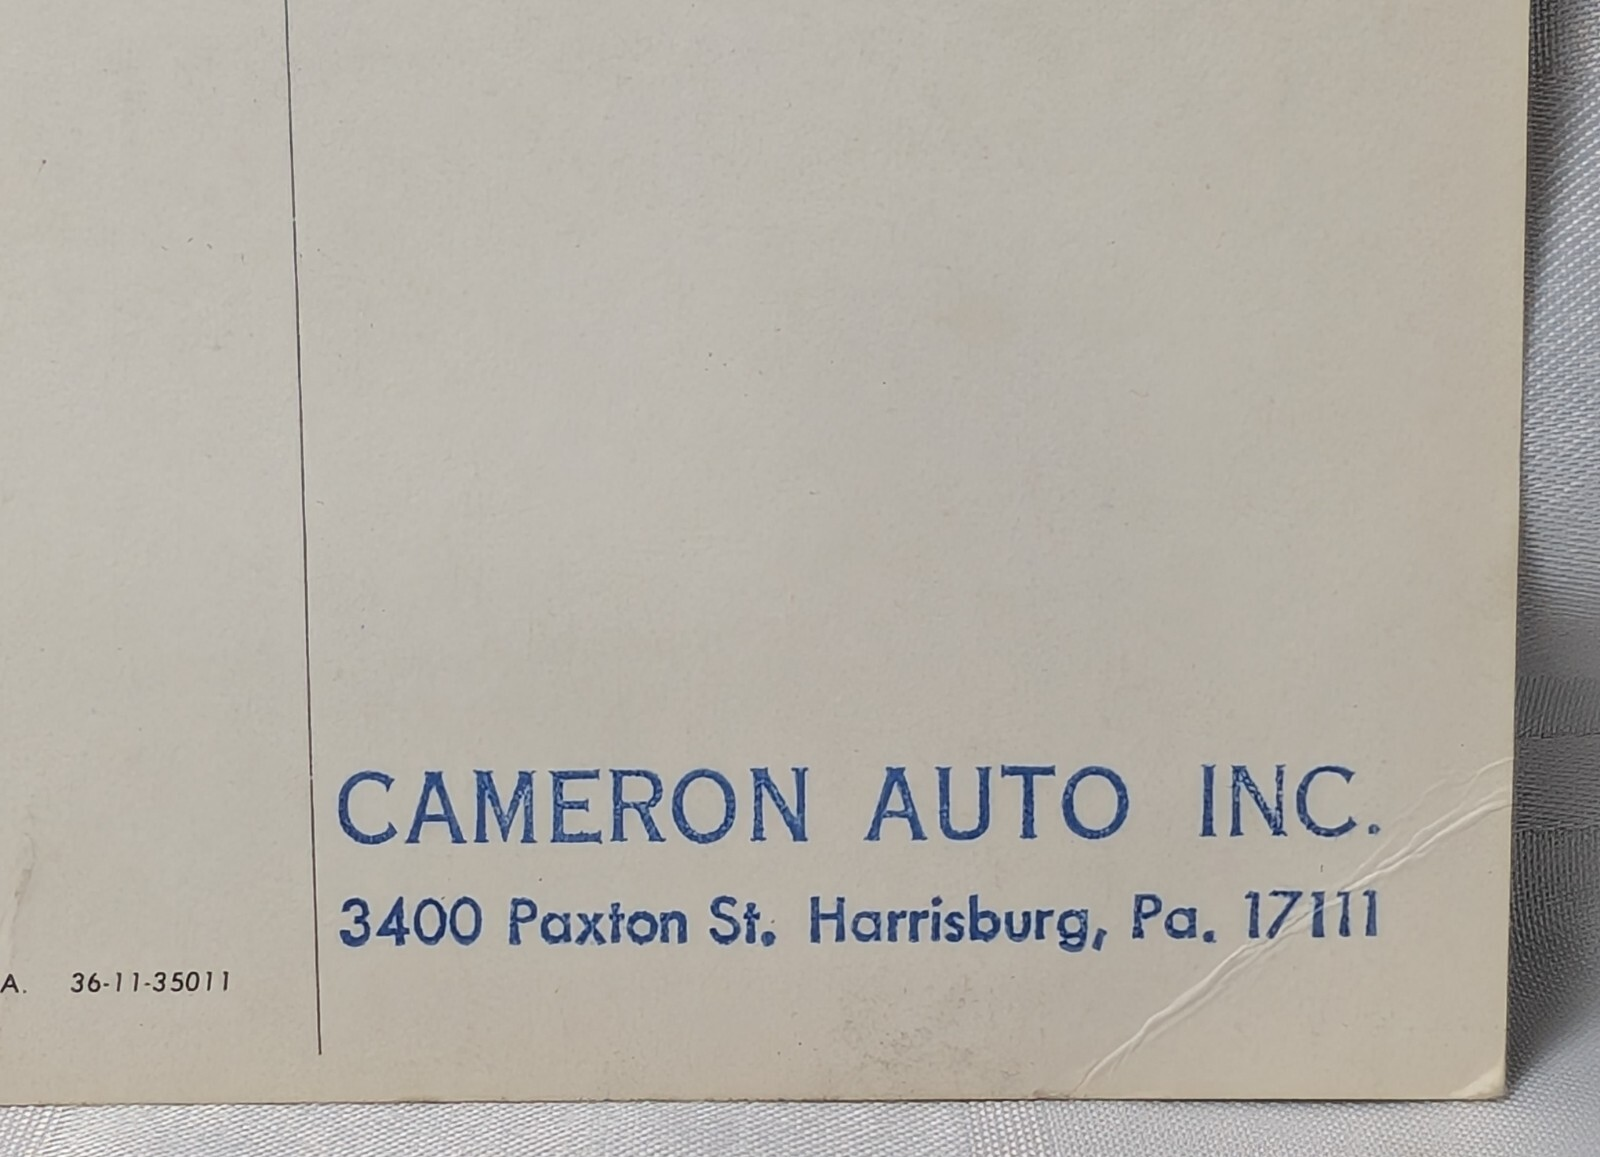 CAMERON AUTO INC.
3400 Paxton St. Harrisburg, Pa. 17111
A. 36-11-35011